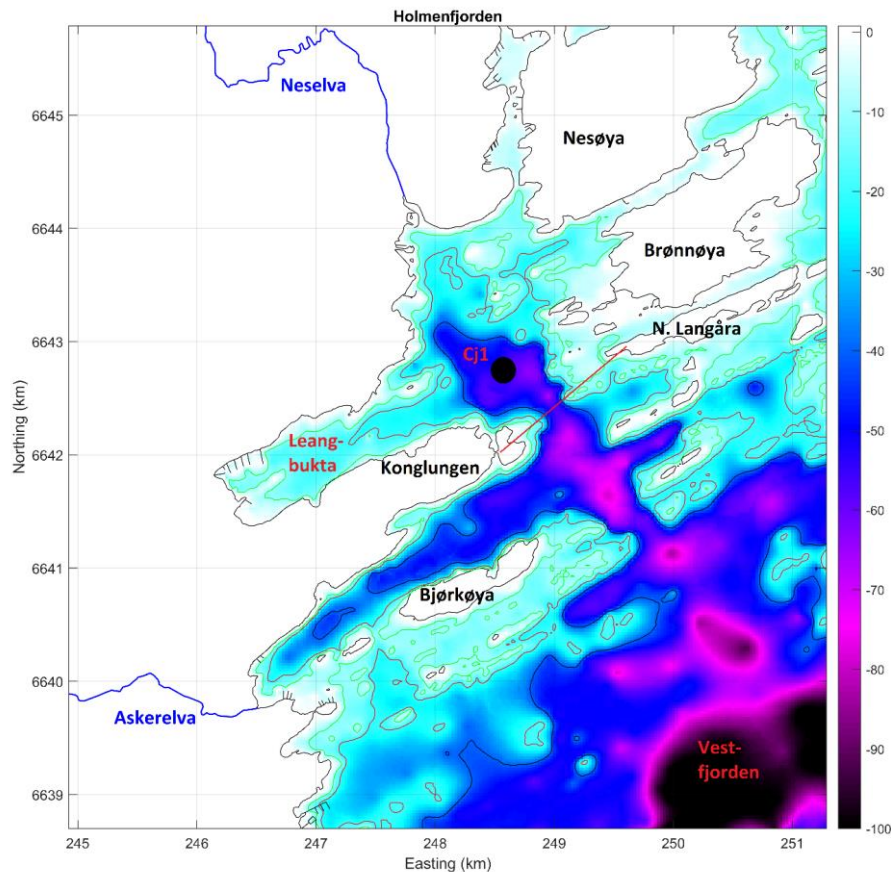 Holmenfjorden
Neselva
Nesøya
Brønnøya
N. Langåra
Cj1
Leang-
bukta
Konglungen
Bjørkøya
Askerelva
Vest-
fjorden
Northing (km)
6645
6644
6643
6642
6641
6640
6639
245
246
247
248
249
250
251
Easting (km)
0
-10
-20
-30
-40
-50
-60
-70
-80
-90
-100